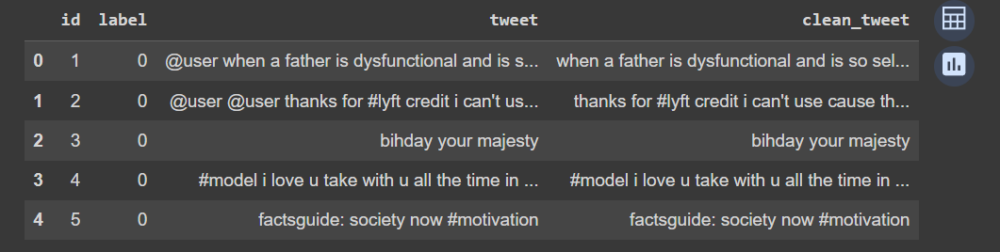 id label tweet clean_tweet
0 1 0 @user when a father is dysfunctional and is s... when a father is dysfunctional and is so sel...
1 2 0 @user @user thanks for #lyft credit i can't us... thanks for #lyft credit i can't use cause th...
2 3 0 bihday your majesty bihday your majesty
3 4 0 #model i love u take with u all the time in ... #model i love u take with u all the time in ...
4 5 0 factsguide: society now #motivation factsguide: society now #motivation